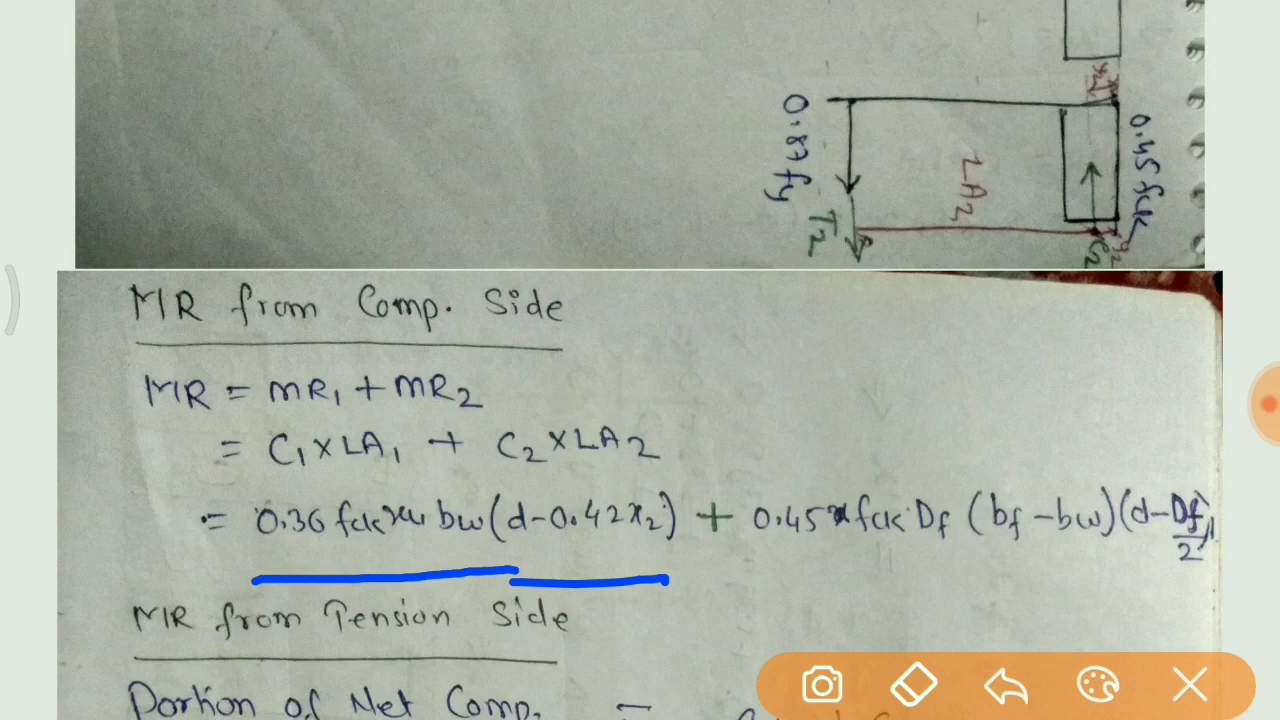 0.45 fck
x2
y2
C2
LA2
0.87 fy
T2
MR from Comp. Side
MR = MR1 + MR2
= C1 x LA1 + C2 x LA2
= 0.36 fck xu bw (d-0.42x2) + 0.45 fck Df (bf - bw) (d - Df/2)
MR from Tension Side
Portion of Net Comp. =